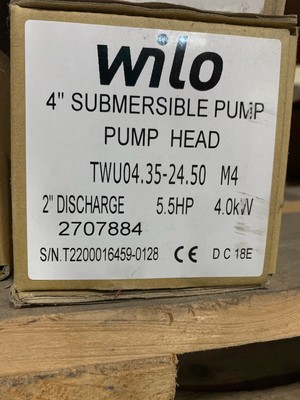 wilo
4" SUBMERSIBLE PUMP
PUMP HEAD
TWU04.35-24.50 M4
2" DISCHARGE 5.5HP 4.0kW
2707884
S/N.T2200016459-0128 CE D C 18E